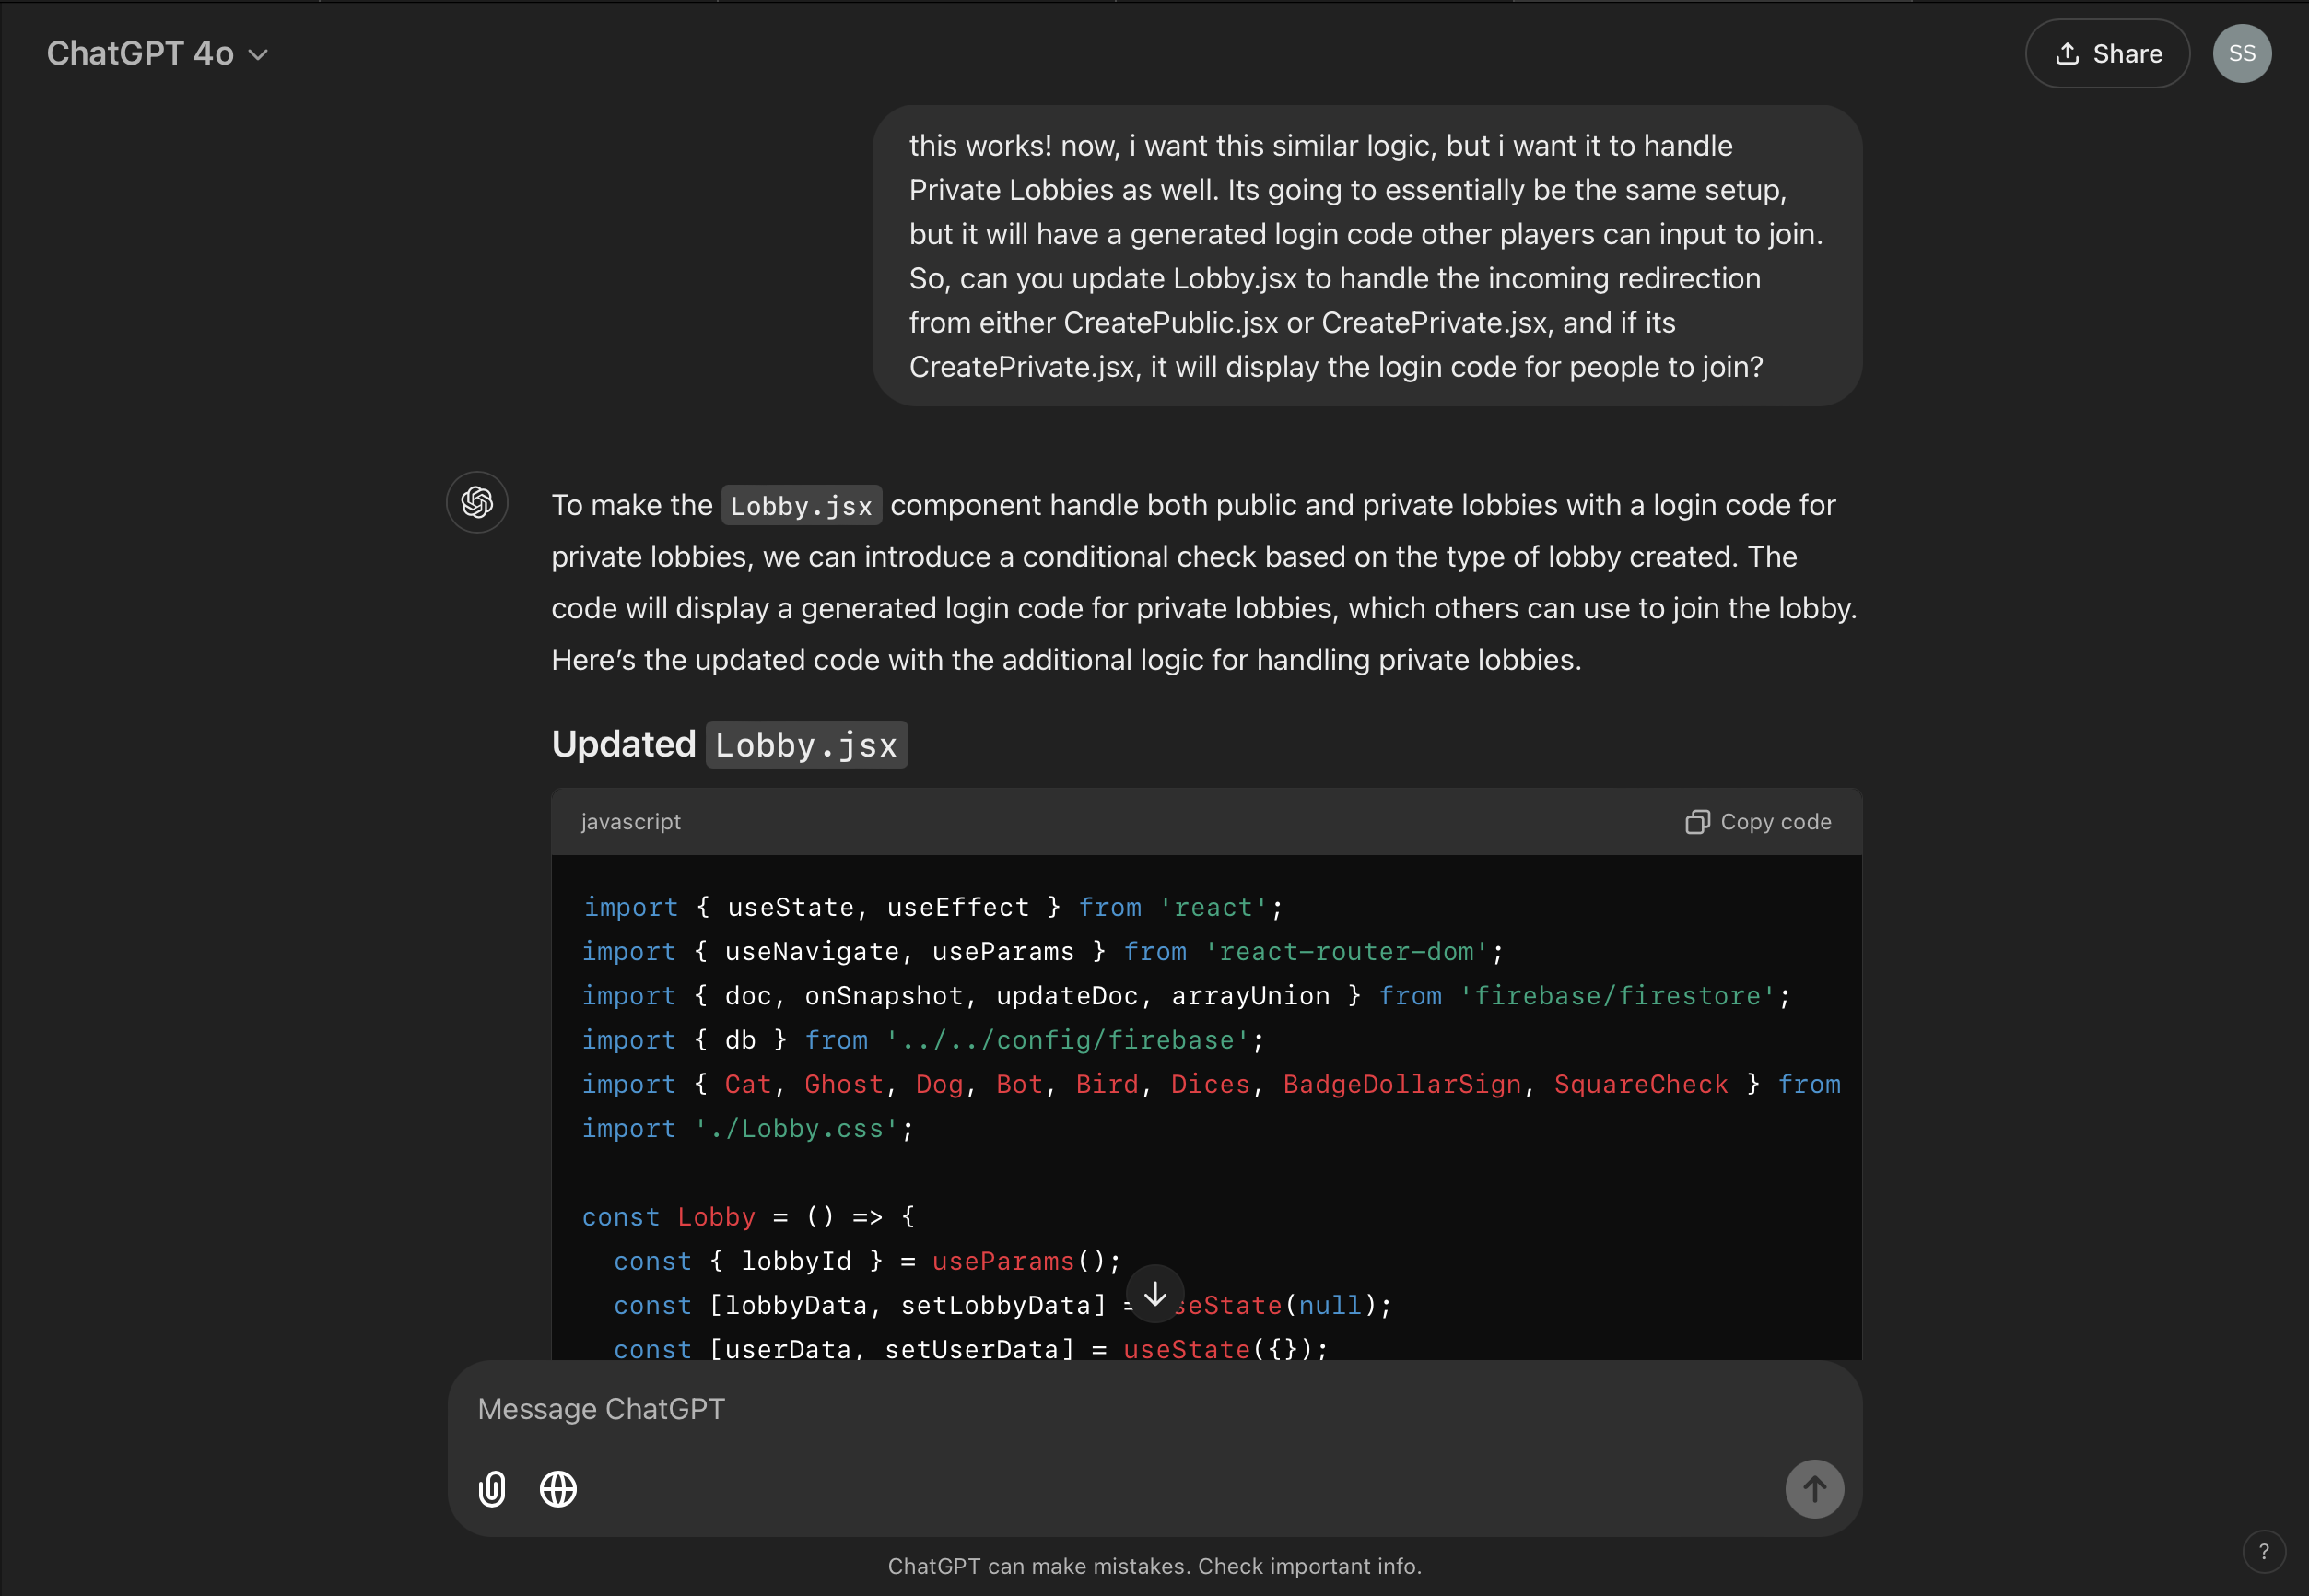 ChatGPT 4o
Share
SS
this works! now, i want this similar logic, but i want it to handle
Private Lobbies as well. Its going to essentially be the same setup,
but it will have a generated login code other players can input to join.
So, can you update Lobby.jsx to handle the incoming redirection
from either CreatePublic.jsx or CreatePrivate.jsx, and if its
CreatePrivate.jsx, it will display the login code for people to join?
To make the Lobby.jsx component handle both public and private lobbies with a login code for
private lobbies, we can introduce a conditional check based on the type of lobby created. The
code will display a generated login code for private lobbies, which others can use to join the lobby.
Here’s the updated code with the additional logic for handling private lobbies.
Updated Lobby.jsx
javascript
Copy code
import { useState, useEffect } from 'react';
import { useNavigate, useParams } from 'react-router-dom';
import { doc, onSnapshot, updateDoc, arrayUnion } from 'firebase/firestore';
import { db } from '../../config/firebase';
import { Cat, Ghost, Dog, Bot, Bird, Dices, BadgeDollarSign, SquareCheck } from
import './Lobby.css';
const Lobby = () => {
const { lobbyId } = useParams();
const [lobbyData, setLobbyData] = seState(null);
const [userData, setUserData] = useState({});
Message ChatGPT
ChatGPT can make mistakes. Check important info.
?